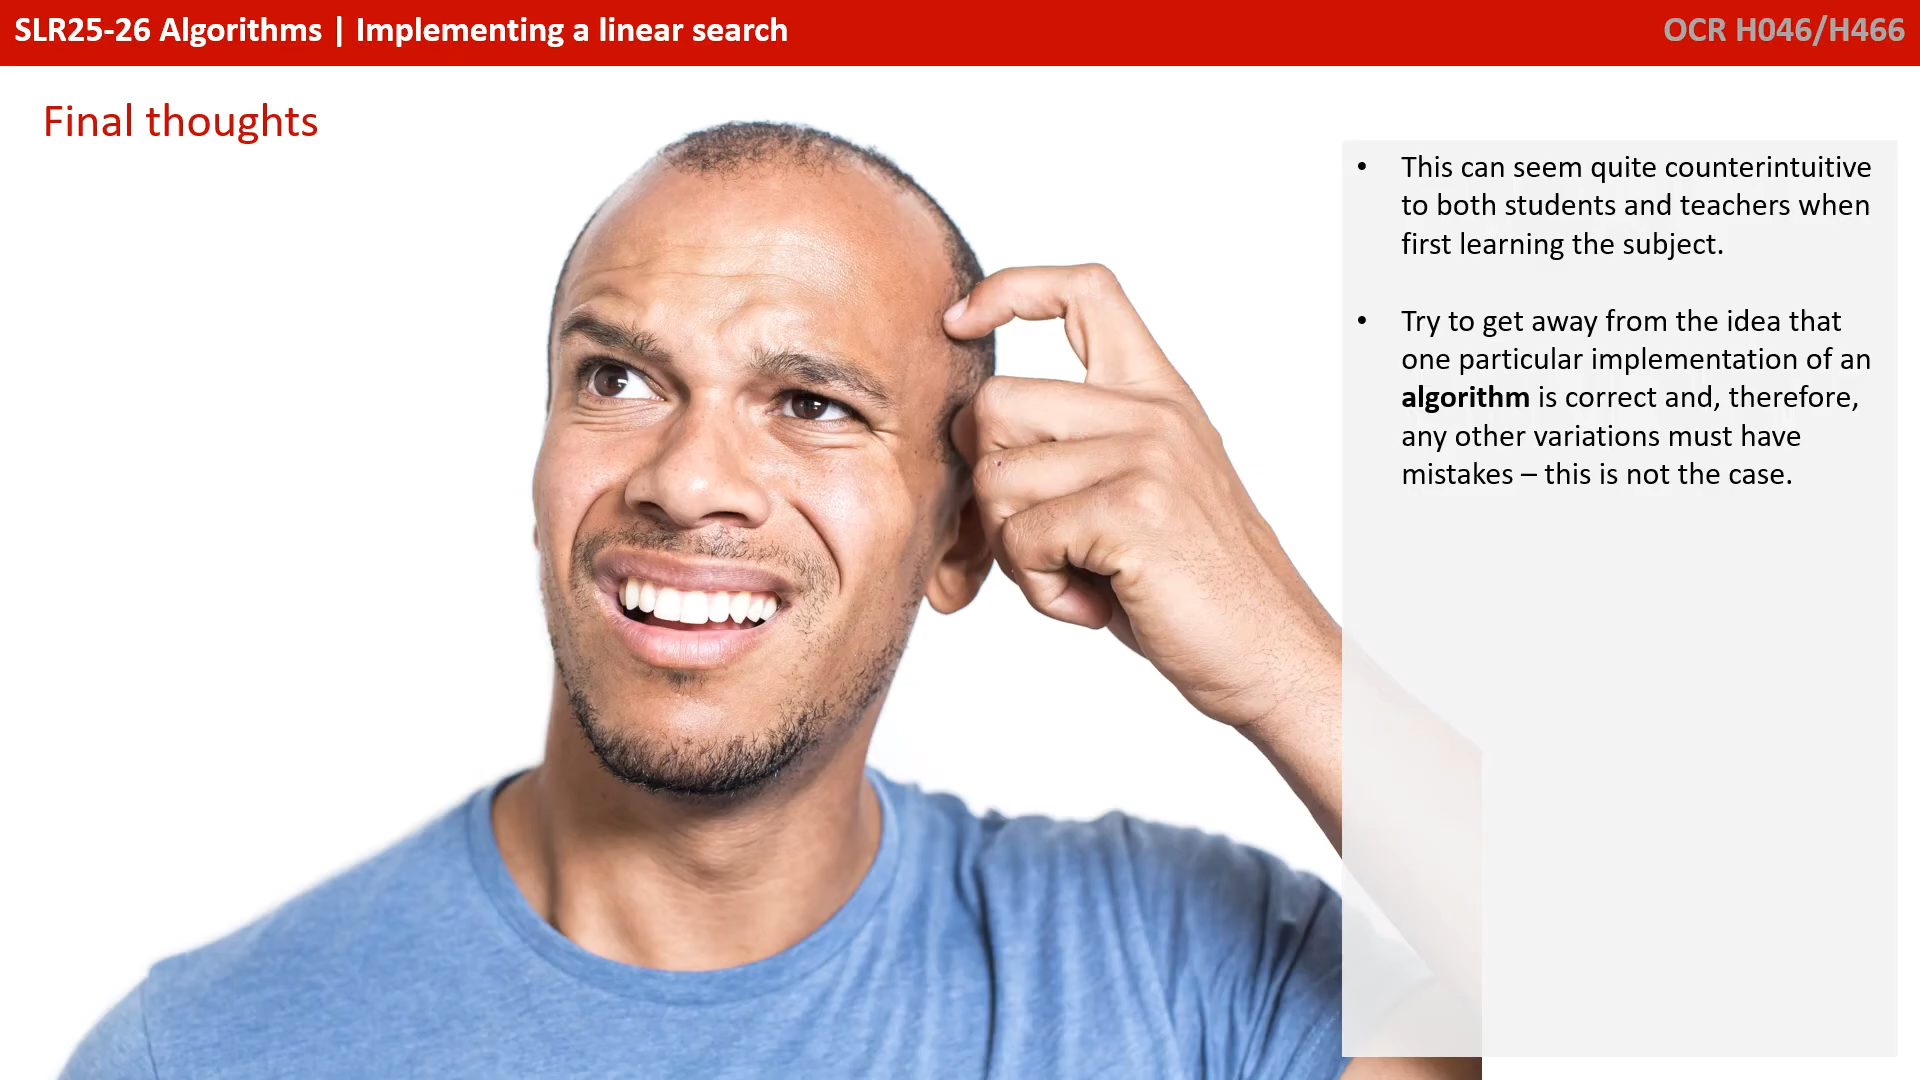 SLR25-26 Algorithms | Implementing a linear search
OCR H046/H466
Final thoughts
• This can seem quite counterintuitive
to both students and teachers when
first learning the subject.
• Try to get away from the idea that
one particular implementation of an
algorithm is correct and, therefore,
any other variations must have
mistakes – this is not the case.